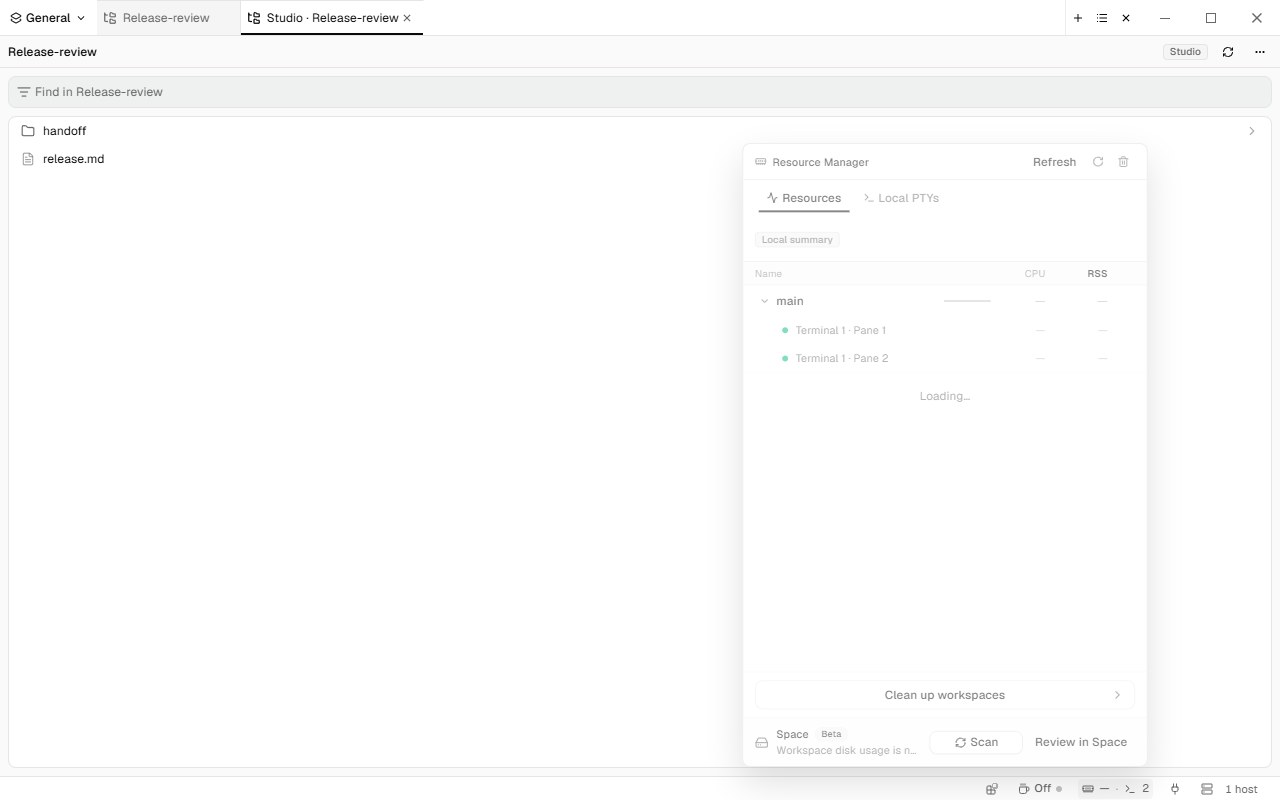 General
Release-review
Studio · Release-review
Release-review
Studio
Find in Release-review
handoff
release.md
Resource Manager
Refresh
Resources
Local PTYs
Local summary
Name CPU RSS
main — —
Terminal 1 · Pane 1 — —
Terminal 1 · Pane 2 — —
Loading…
Clean up workspaces
Space Beta
Workspace disk usage is n…
Scan
Review in Space
Off
— · 2
1 host